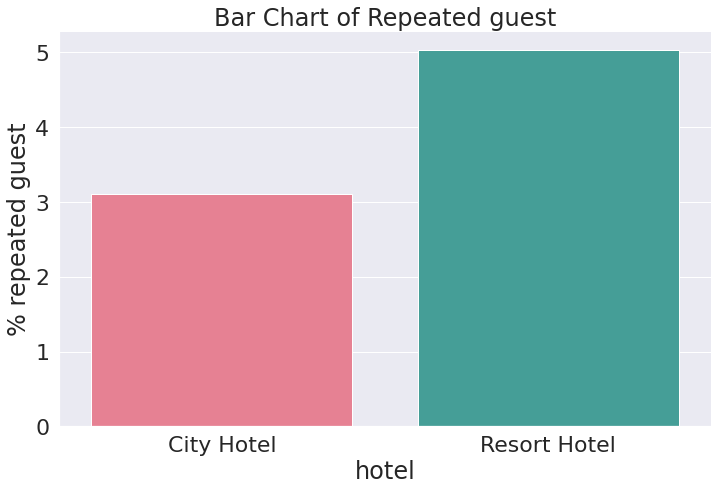 Bar Chart of Repeated guest
% repeated guest
5
4
3
2
1
0
City Hotel
Resort Hotel
hotel